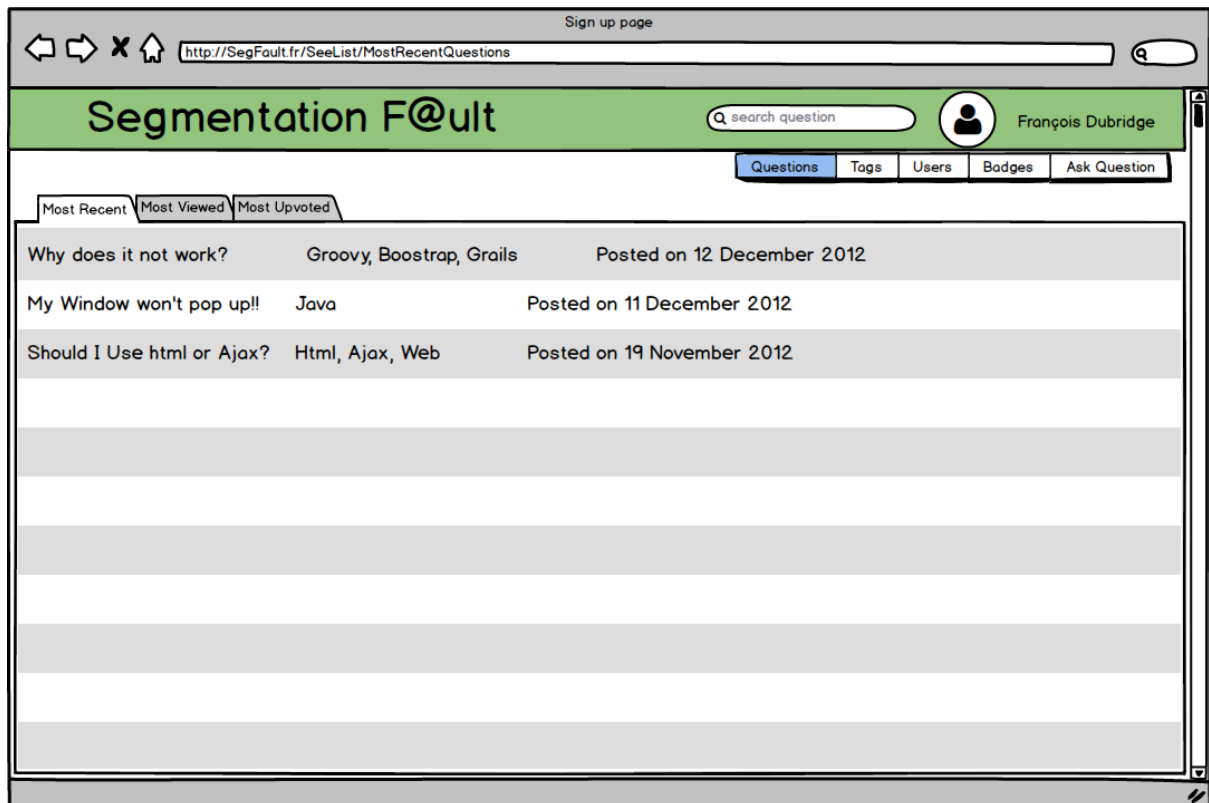 Sign up page
http://SegFault.fr/SeeList/MostRecentQuestions
Segmentation F@ult
search question
François Dubridge
Questions Tags Users Badges Ask Question
Most Recent Most Viewed Most Upvoted
Why does it not work? Groovy, Boostrap, Grails Posted on 12 December 2012
My Window won't pop up!! Java Posted on 11 December 2012
Should I Use html or Ajax? Html, Ajax, Web Posted on 19 November 2012